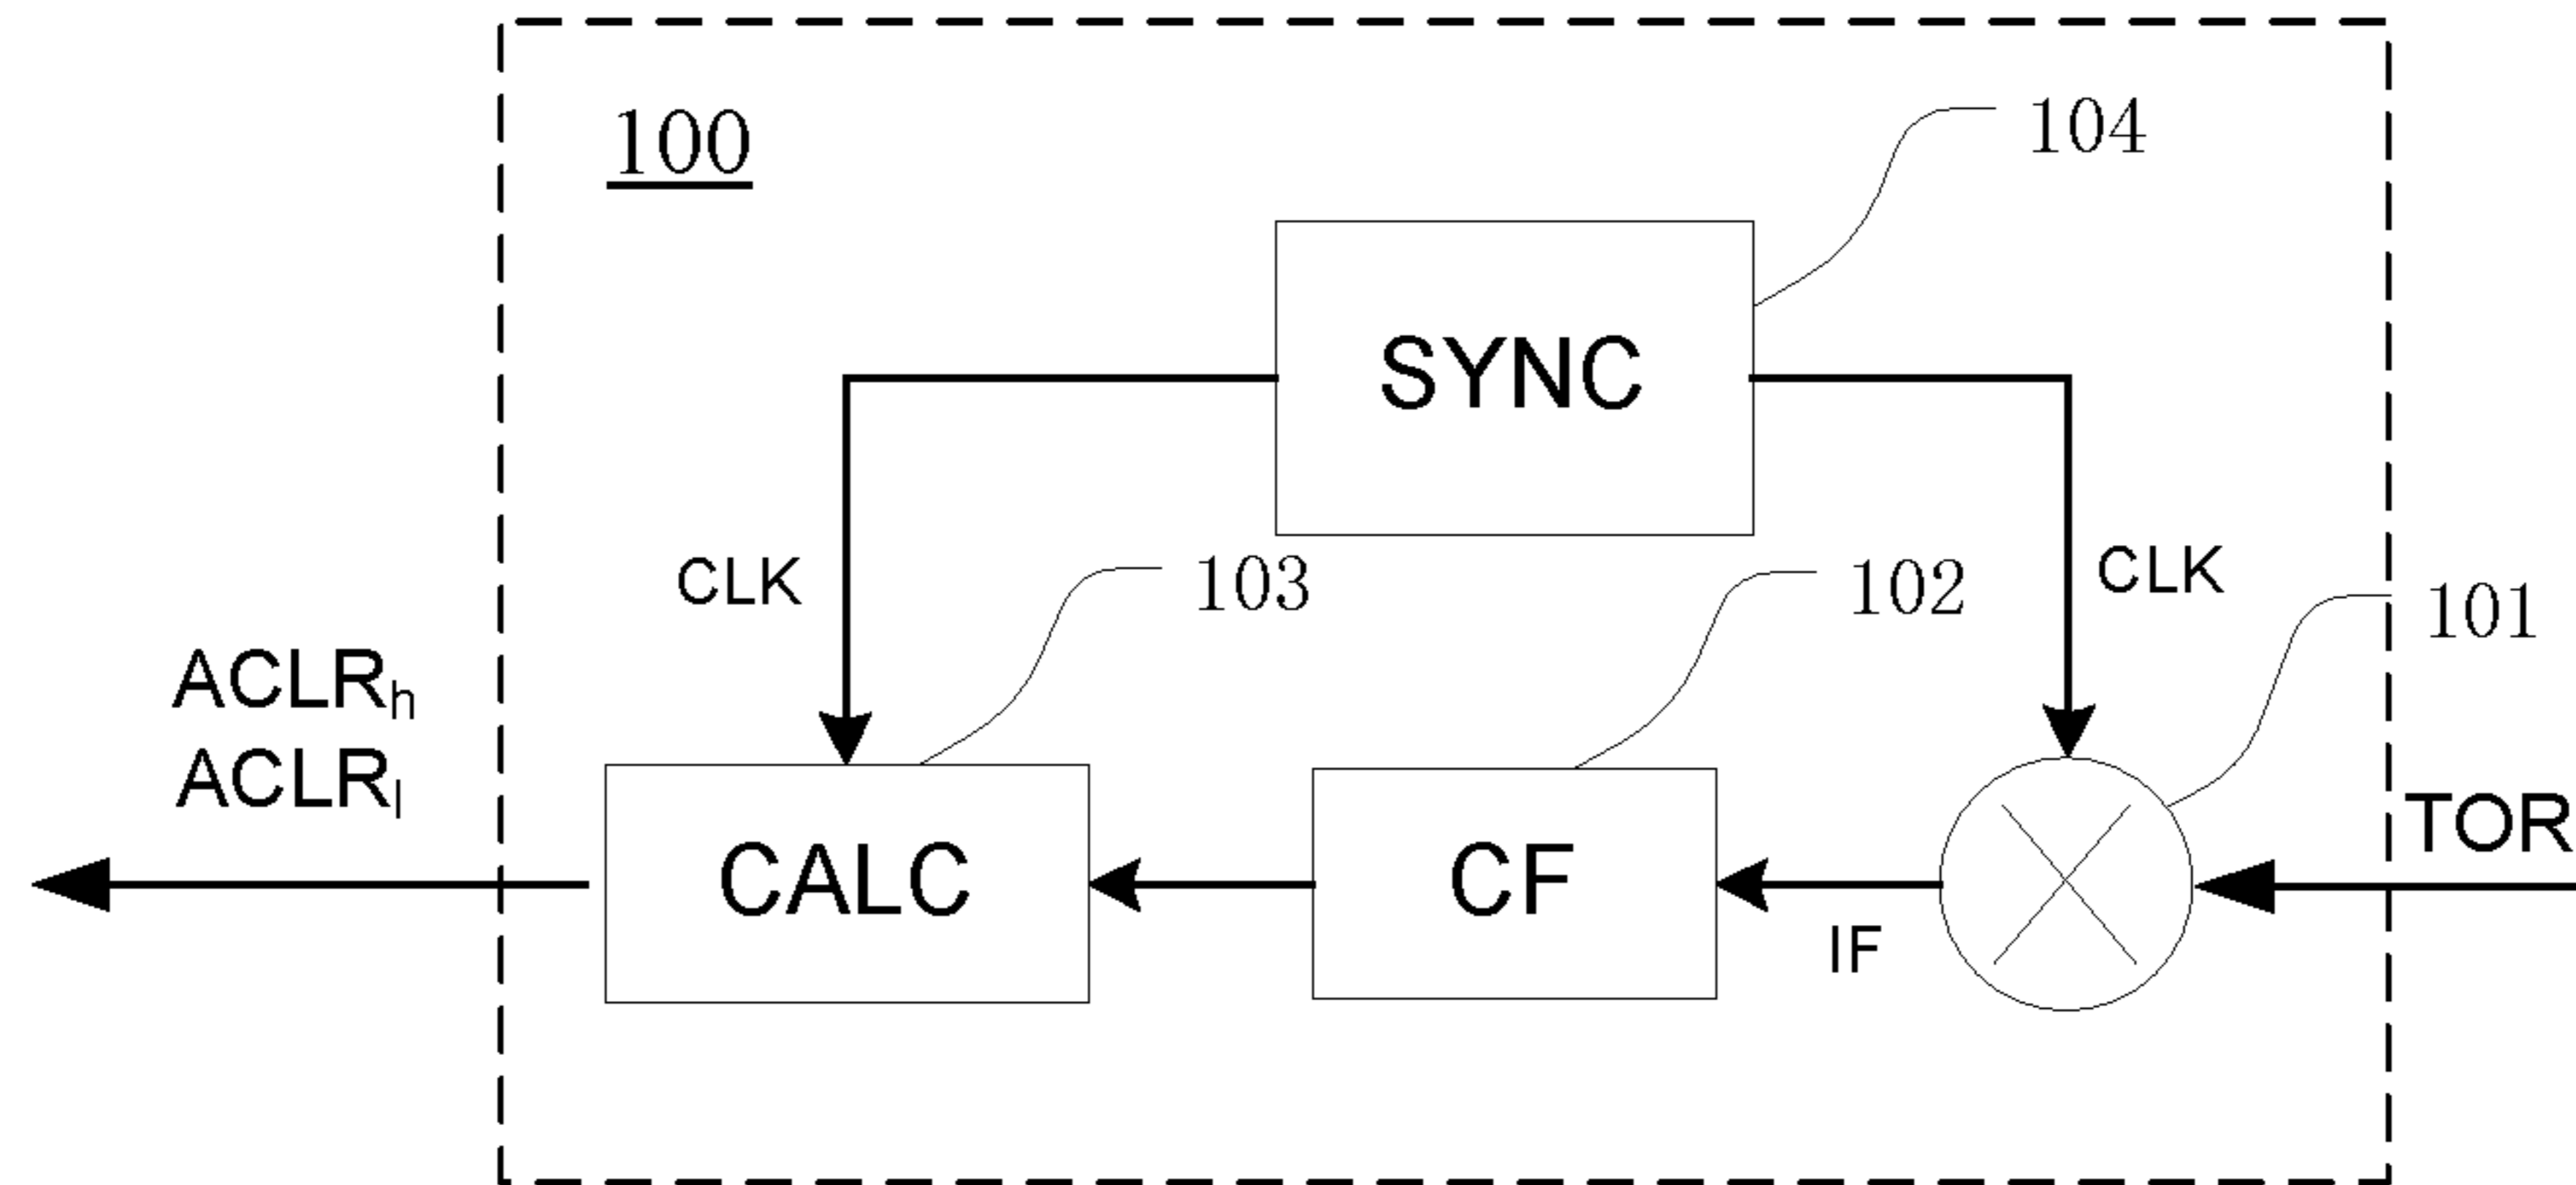 100
104
SYNC
CLK
103
102
CLK
101
ACLRh
ACLRl
CALC
CF
IF
TOR